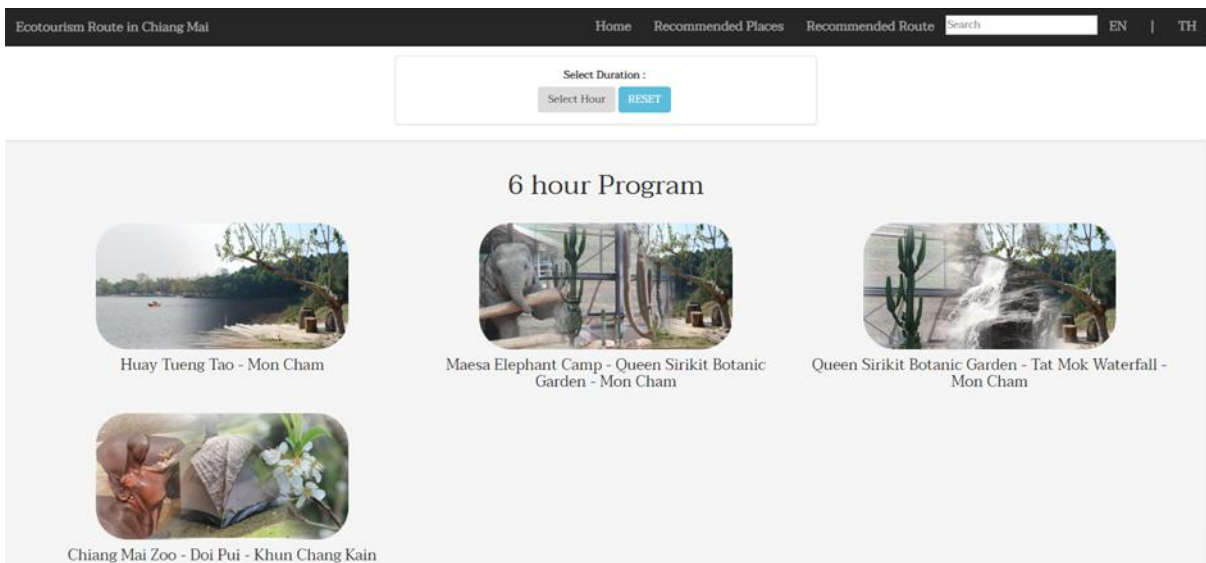 Ecotourism Route in Chiang Mai Home Recommended Places Recommended Route Search EN | TH
Select Duration :
Select Hour RESET
6 hour Program
Huay Tueng Tao - Mon Cham
Maesa Elephant Camp - Queen Sirikit Botanic
Garden - Mon Cham
Queen Sirikit Botanic Garden - Tat Mok Waterfall -
Mon Cham
Chiang Mai Zoo - Doi Pui - Khun Chang Kain